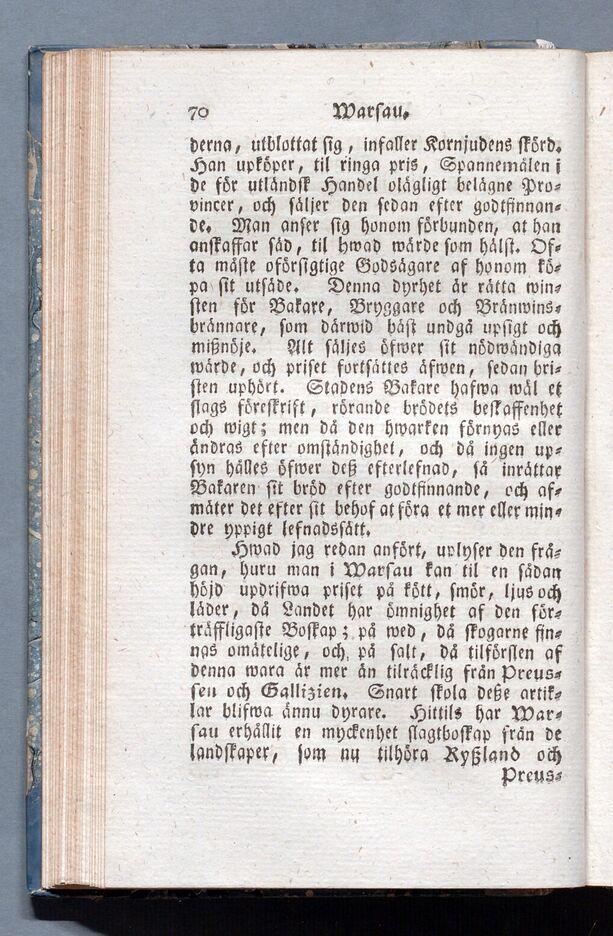 70 Warsau.
derna, utblottat sig, infaller Kornjudens skörd.
Han upköper, til ringa pris, Spannemålen i
de för utländsk Handel olägligt belägne Pro-
vincer, och säljer den sedan efter godtfinnan-
de. Man anser sig honom förbunden, at han
anskaffar säd, til hwad wärde som hälst. Of-
ta måste oförsigtige Godsägare af honom kö-
pa sit utsäde. Denna dyrhet är rätta win-
sten för Bakare, Bryggare och Bränwins-
brännare, som därwid bäst undgå upsigt och
mißnöje. Alt säljes öfwer sit nödwändiga
wärde, och priset fortsättes äfwen, sedan bri-
sten uphört. Stadens Bakare hafwa wäl et
slags föreskrift, rörande brödets beskaffenhet
och wigt; men då den hwarken förnyas eller
ändras efter omständighet, och då ingen up-
syn hålles öfwer deß efterlefnad, så inrättar
Bakaren sit bröd efter godtfinnande, och af-
mäter det efter sit behof at föra et mer eller min-
dre yppigt lefnadssätt.
Hwad jag redan anfört, uplyser den frå-
gan, huru man i Warsau kan til en sådan
höjd updrifwa priset på kött, smör, ljus och
läder, då Landet har ömnighet af den för-
träffligaste Boskap; på wed, då skogarne fin-
nas omätelige, och på salt, då tilförslen af
denna wara är mer än tilräcklig från Preus-
sen och Gallizien. Snart skola deße artik-
lar blifwa ännu dyrare. Hittils har War-
sau erhållit en myckenhet slagtboskap från de
landskaper, som nu tilhöra Ryßland och
Preus-